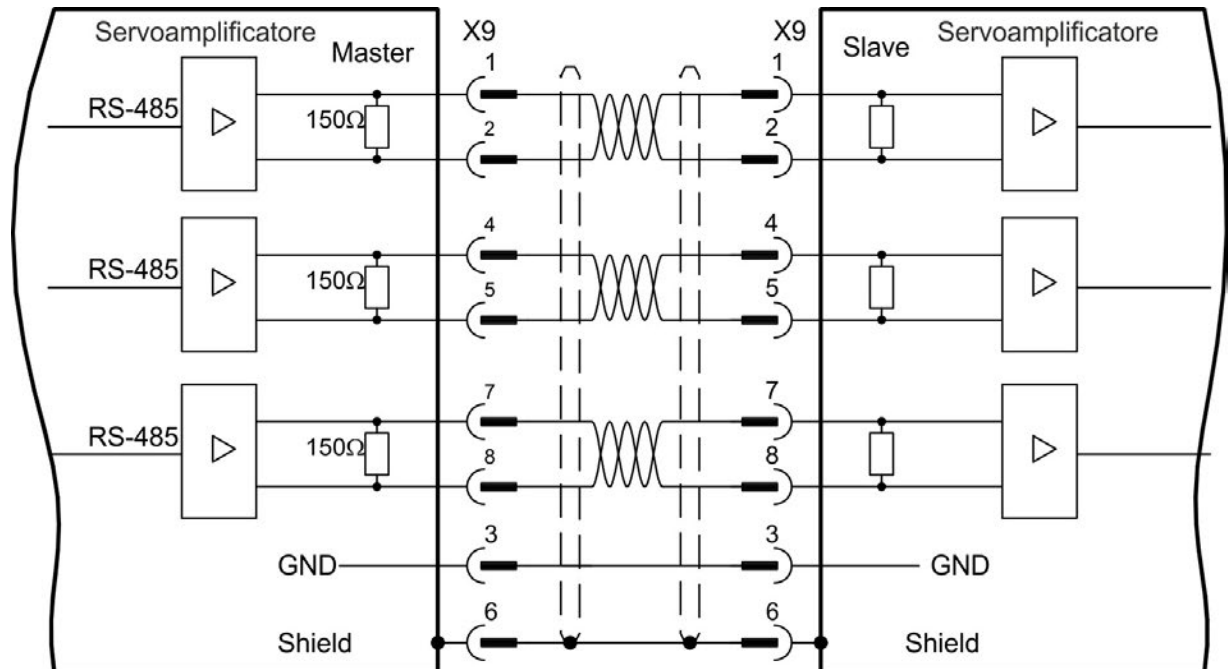 Servoamplificatore
Master
X9
X9
Slave
Servoamplificatore
1
1
RS-485
150Ω
2
2
4
4
RS-485
150Ω
5
5
7
7
RS-485
150Ω
8
8
3
3
GND
GND
6
6
Shield
Shield